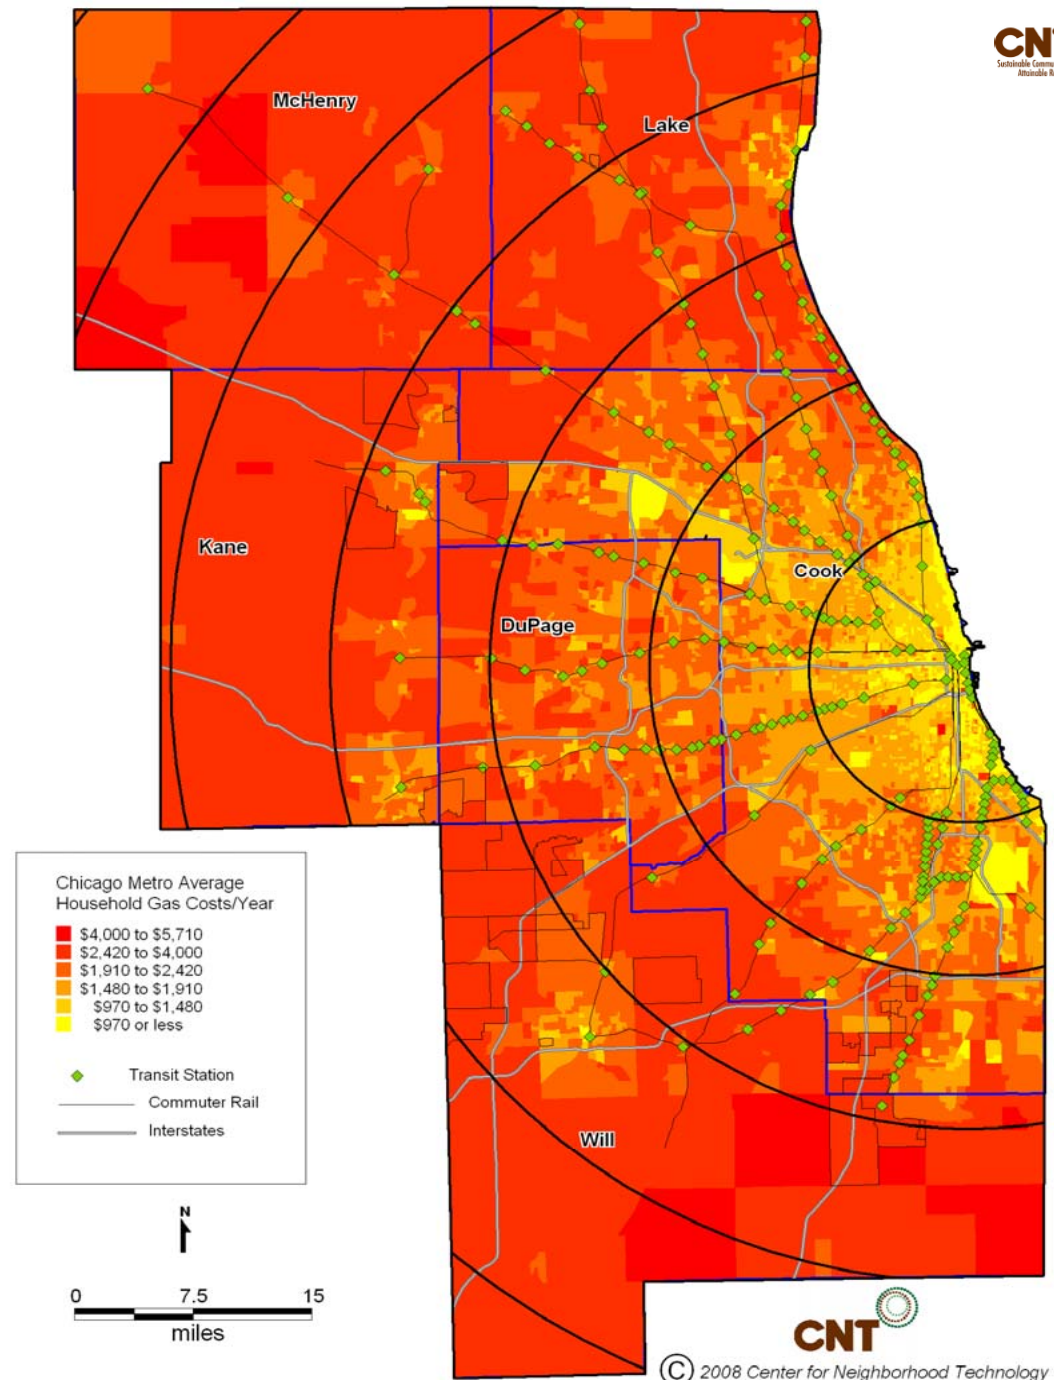 CNT
Sustainable Commu
Attainable R
McHenry
Lake
Kane
Cook
DuPage
Will
Chicago Metro Average
Household Gas Costs/Year
$4,000 to $5,710
$2,420 to $4,000
$1,910 to $2,420
$1,480 to $1,910
$970 to $1,480
$970 or less
Transit Station
Commuter Rail
Interstates
N
0 7.5 15
miles
CNT
© 2008 Center for Neighborhood Technology